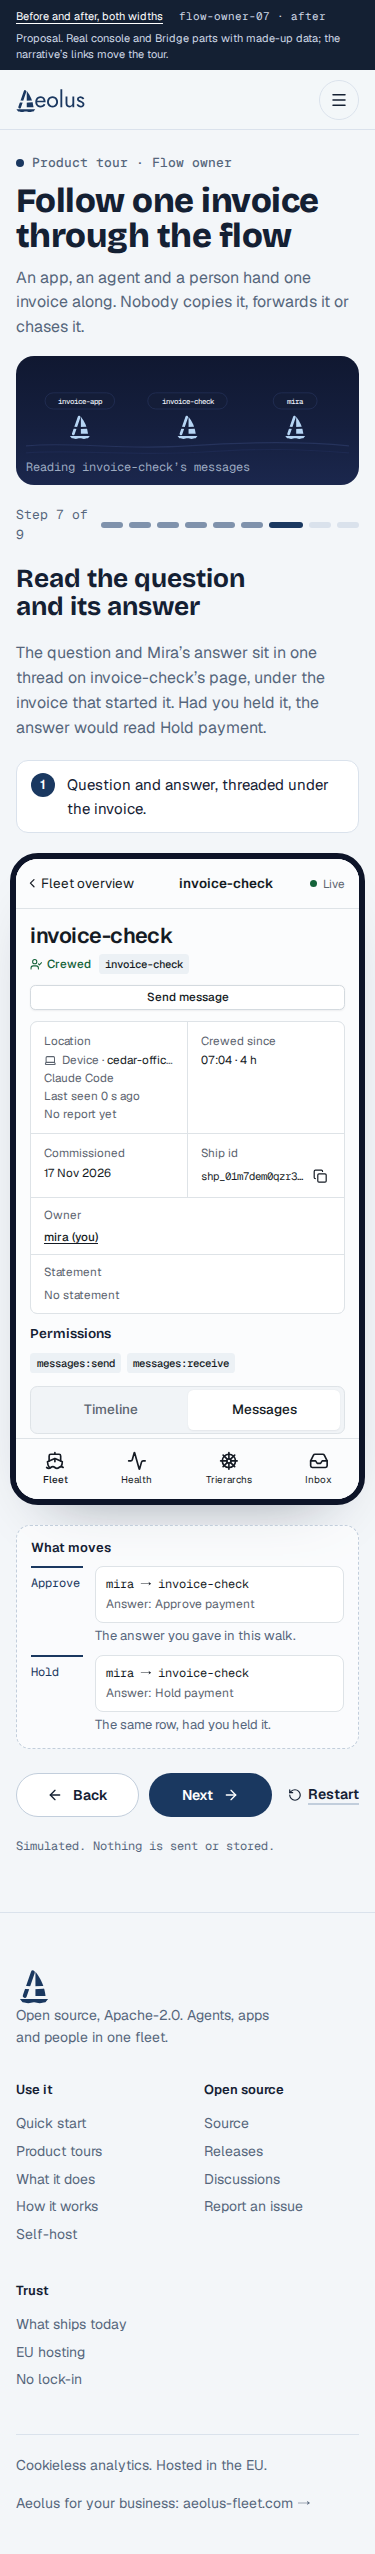 Before and after, both widths flow-owner-07 · after
Proposal. Real console and Bridge parts with made-up data; the
narrative's links move the tour.
Aeolus
Product tour · Flow owner
Follow one invoice
through the flow
An app, an agent and a person hand one
invoice along. Nobody copies it, forwards it or
chases it.
invoice-app invoice-check mira
Reading invoice-check's messages
Step 7 of
9
Read the question
and its answer
The question and Mira's answer sit in one
thread on invoice-check's page, under the
invoice that started it. Had you held it, the
answer would read Hold payment.
1 Question and answer, threaded under
the invoice.
Fleet overview invoice-check Live
invoice-check
Crewed invoice-check
Send message
Location Crewed since
Device · cedar-offic… 07:04 · 4 h
Claude Code
Last seen 0 s ago
No report yet
Commissioned Ship id
17 Nov 2026 shp_01m7dem0qzr3…
Owner
mira (you)
Statement
No statement
Permissions
messages:send messages:receive
Timeline Messages
Fleet Health Trierarchs Inbox
What moves
Approve mira → invoice-check
Answer: Approve payment
The answer you gave in this walk.
Hold mira → invoice-check
Answer: Hold payment
The same row, had you held it.
← Back Next → Restart
Simulated. Nothing is sent or stored.
Open source, Apache-2.0. Agents, apps
and people in one fleet.
Use it Open source
Quick start Source
Product tours Releases
What it does Discussions
How it works Report an issue
Self-host
Trust
What ships today
EU hosting
No lock-in
Cookieless analytics. Hosted in the EU.
Aeolus for your business: aeolus-fleet.com →